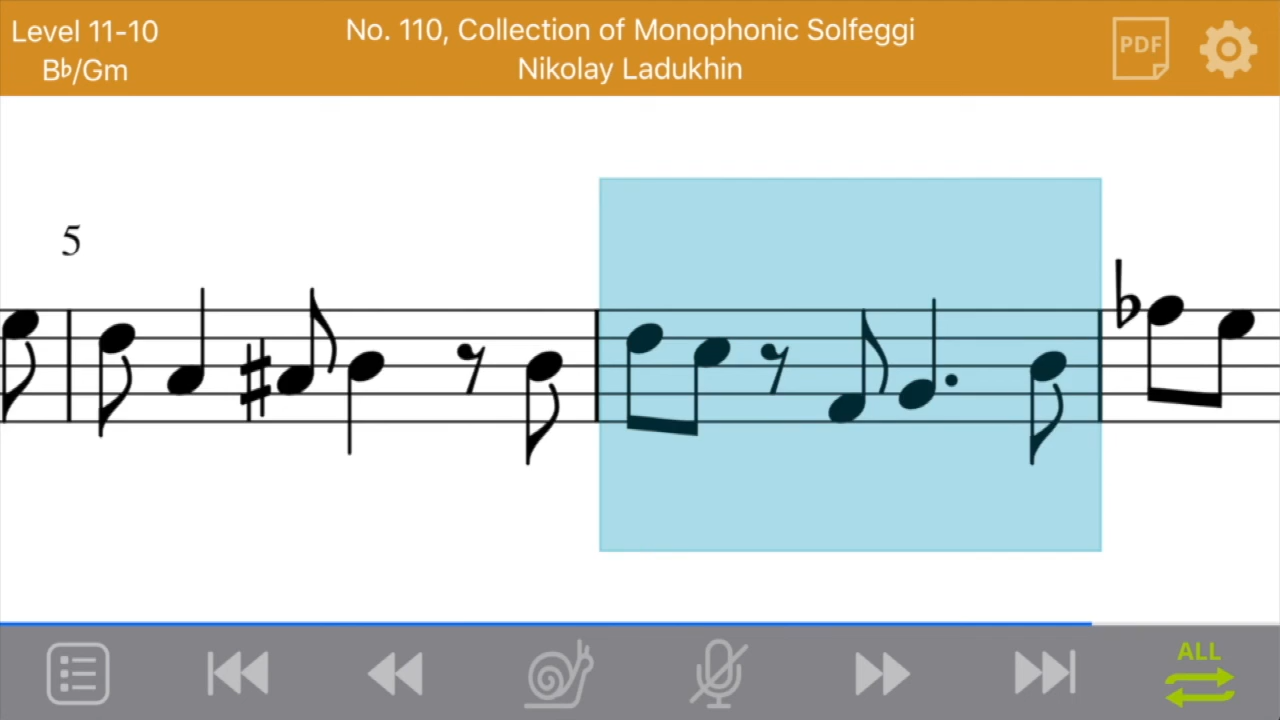 Level 11-10
B♭/Gm
No. 110, Collection of Monophonic Solfeggi
Nikolay Ladukhin
PDF
5
ALL